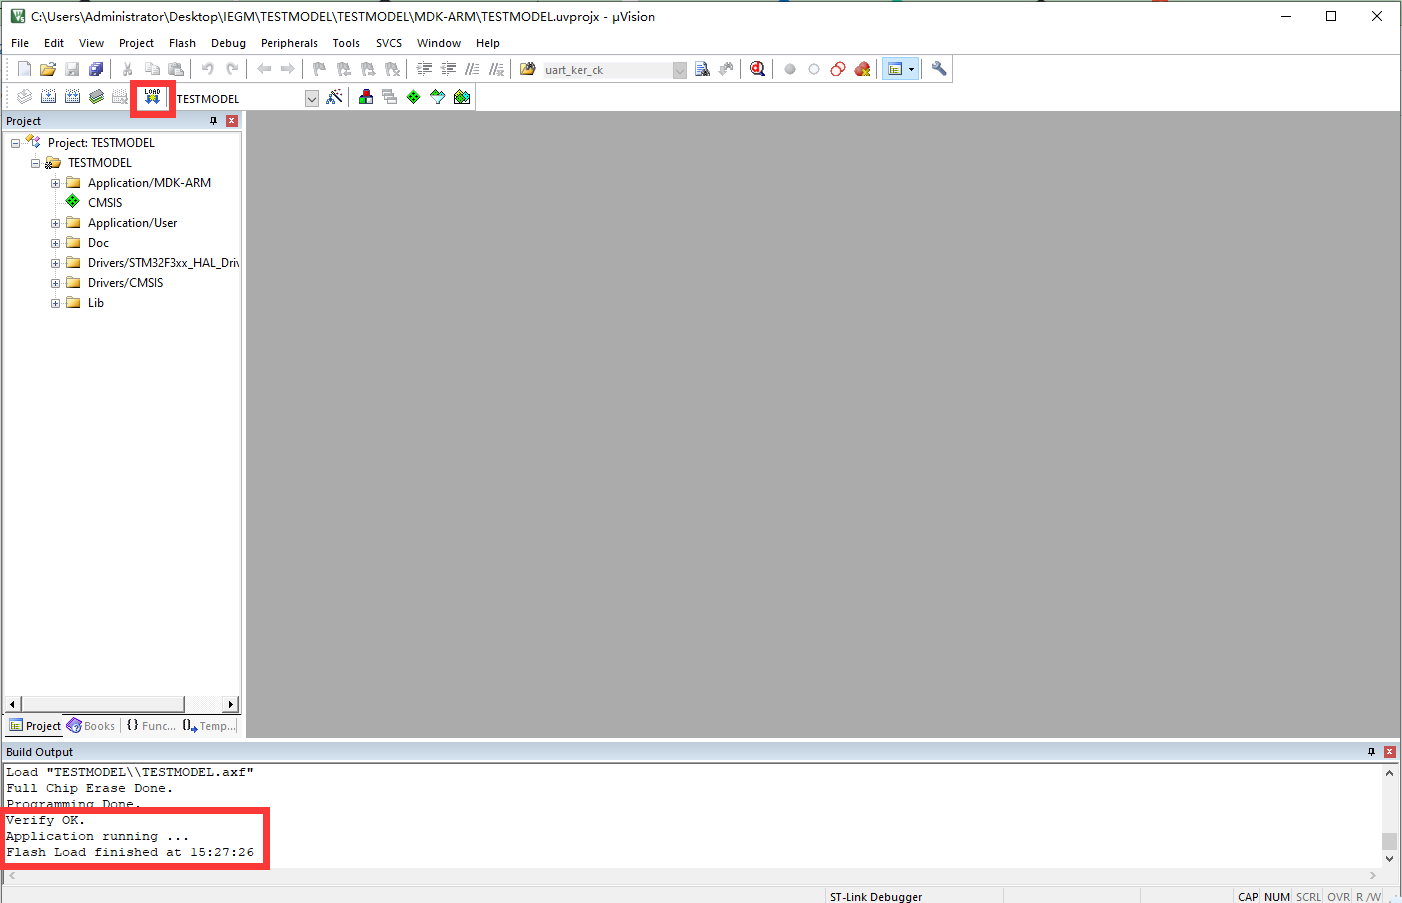 C:\Users\Administrator\Desktop\IEGM\TESTMODEL\TESTMODEL\MDK-ARM\TESTMODEL.uvprojx - µVision
File Edit View Project Flash Debug Peripherals Tools SVCS Window Help
uart_ker_ck
LOAD TESTMODEL
Project
Project: TESTMODEL
TESTMODEL
Application/MDK-ARM
CMSIS
Application/User
Doc
Drivers/STM32F3xx_HAL_Driv
Drivers/CMSIS
Lib
Project Books {} Func... Temp...
Build Output
Load "TESTMODEL\\TESTMODEL.axf"
Full Chip Erase Done.
Programming Done.
Verify OK.
Application running ...
Flash Load finished at 15:27:26
ST-Link Debugger CAP NUM SCRL OVR R /W